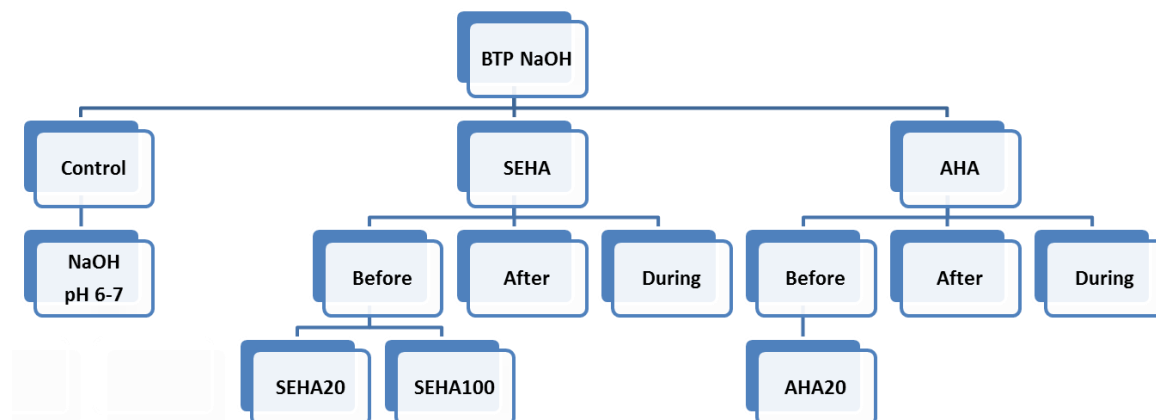 BTP NaOH
Control
SEHA
AHA
NaOH
pH 6-7
Before
After
During
Before
After
During
SEHA20
SEHA100
AHA20